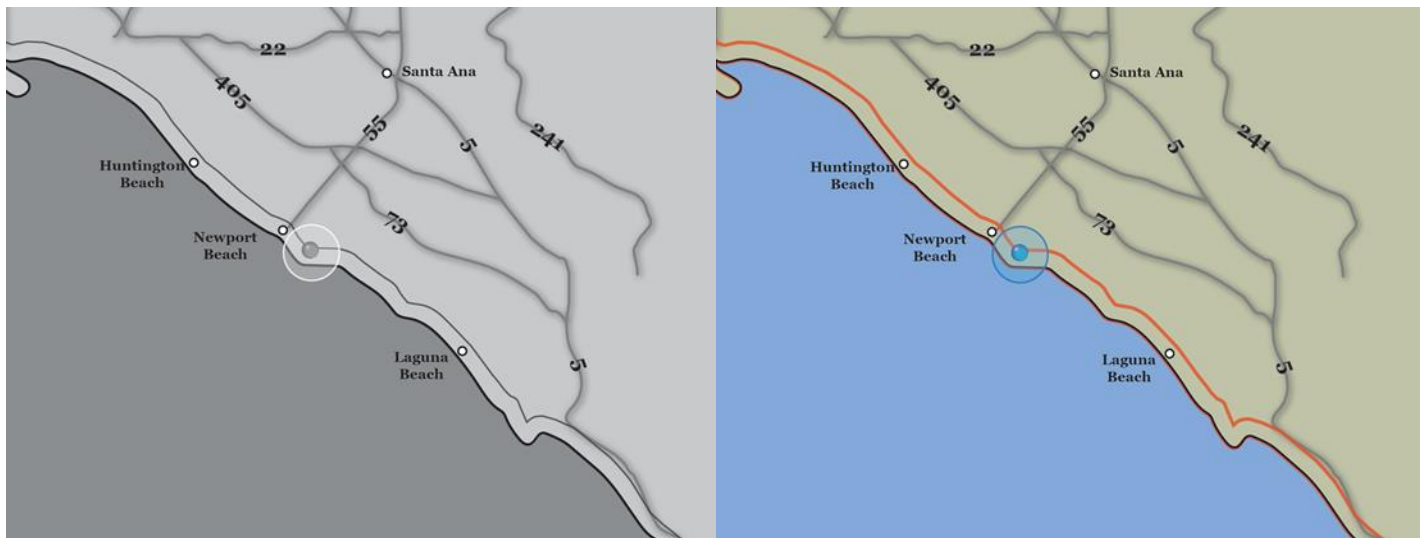 22
Santa Ana
405
55
5
241
Huntington
Beach
73
Newport
Beach
Laguna
Beach
5
22
Santa Ana
405
55
5
241
Huntington
Beach
73
Newport
Beach
Laguna
Beach
5